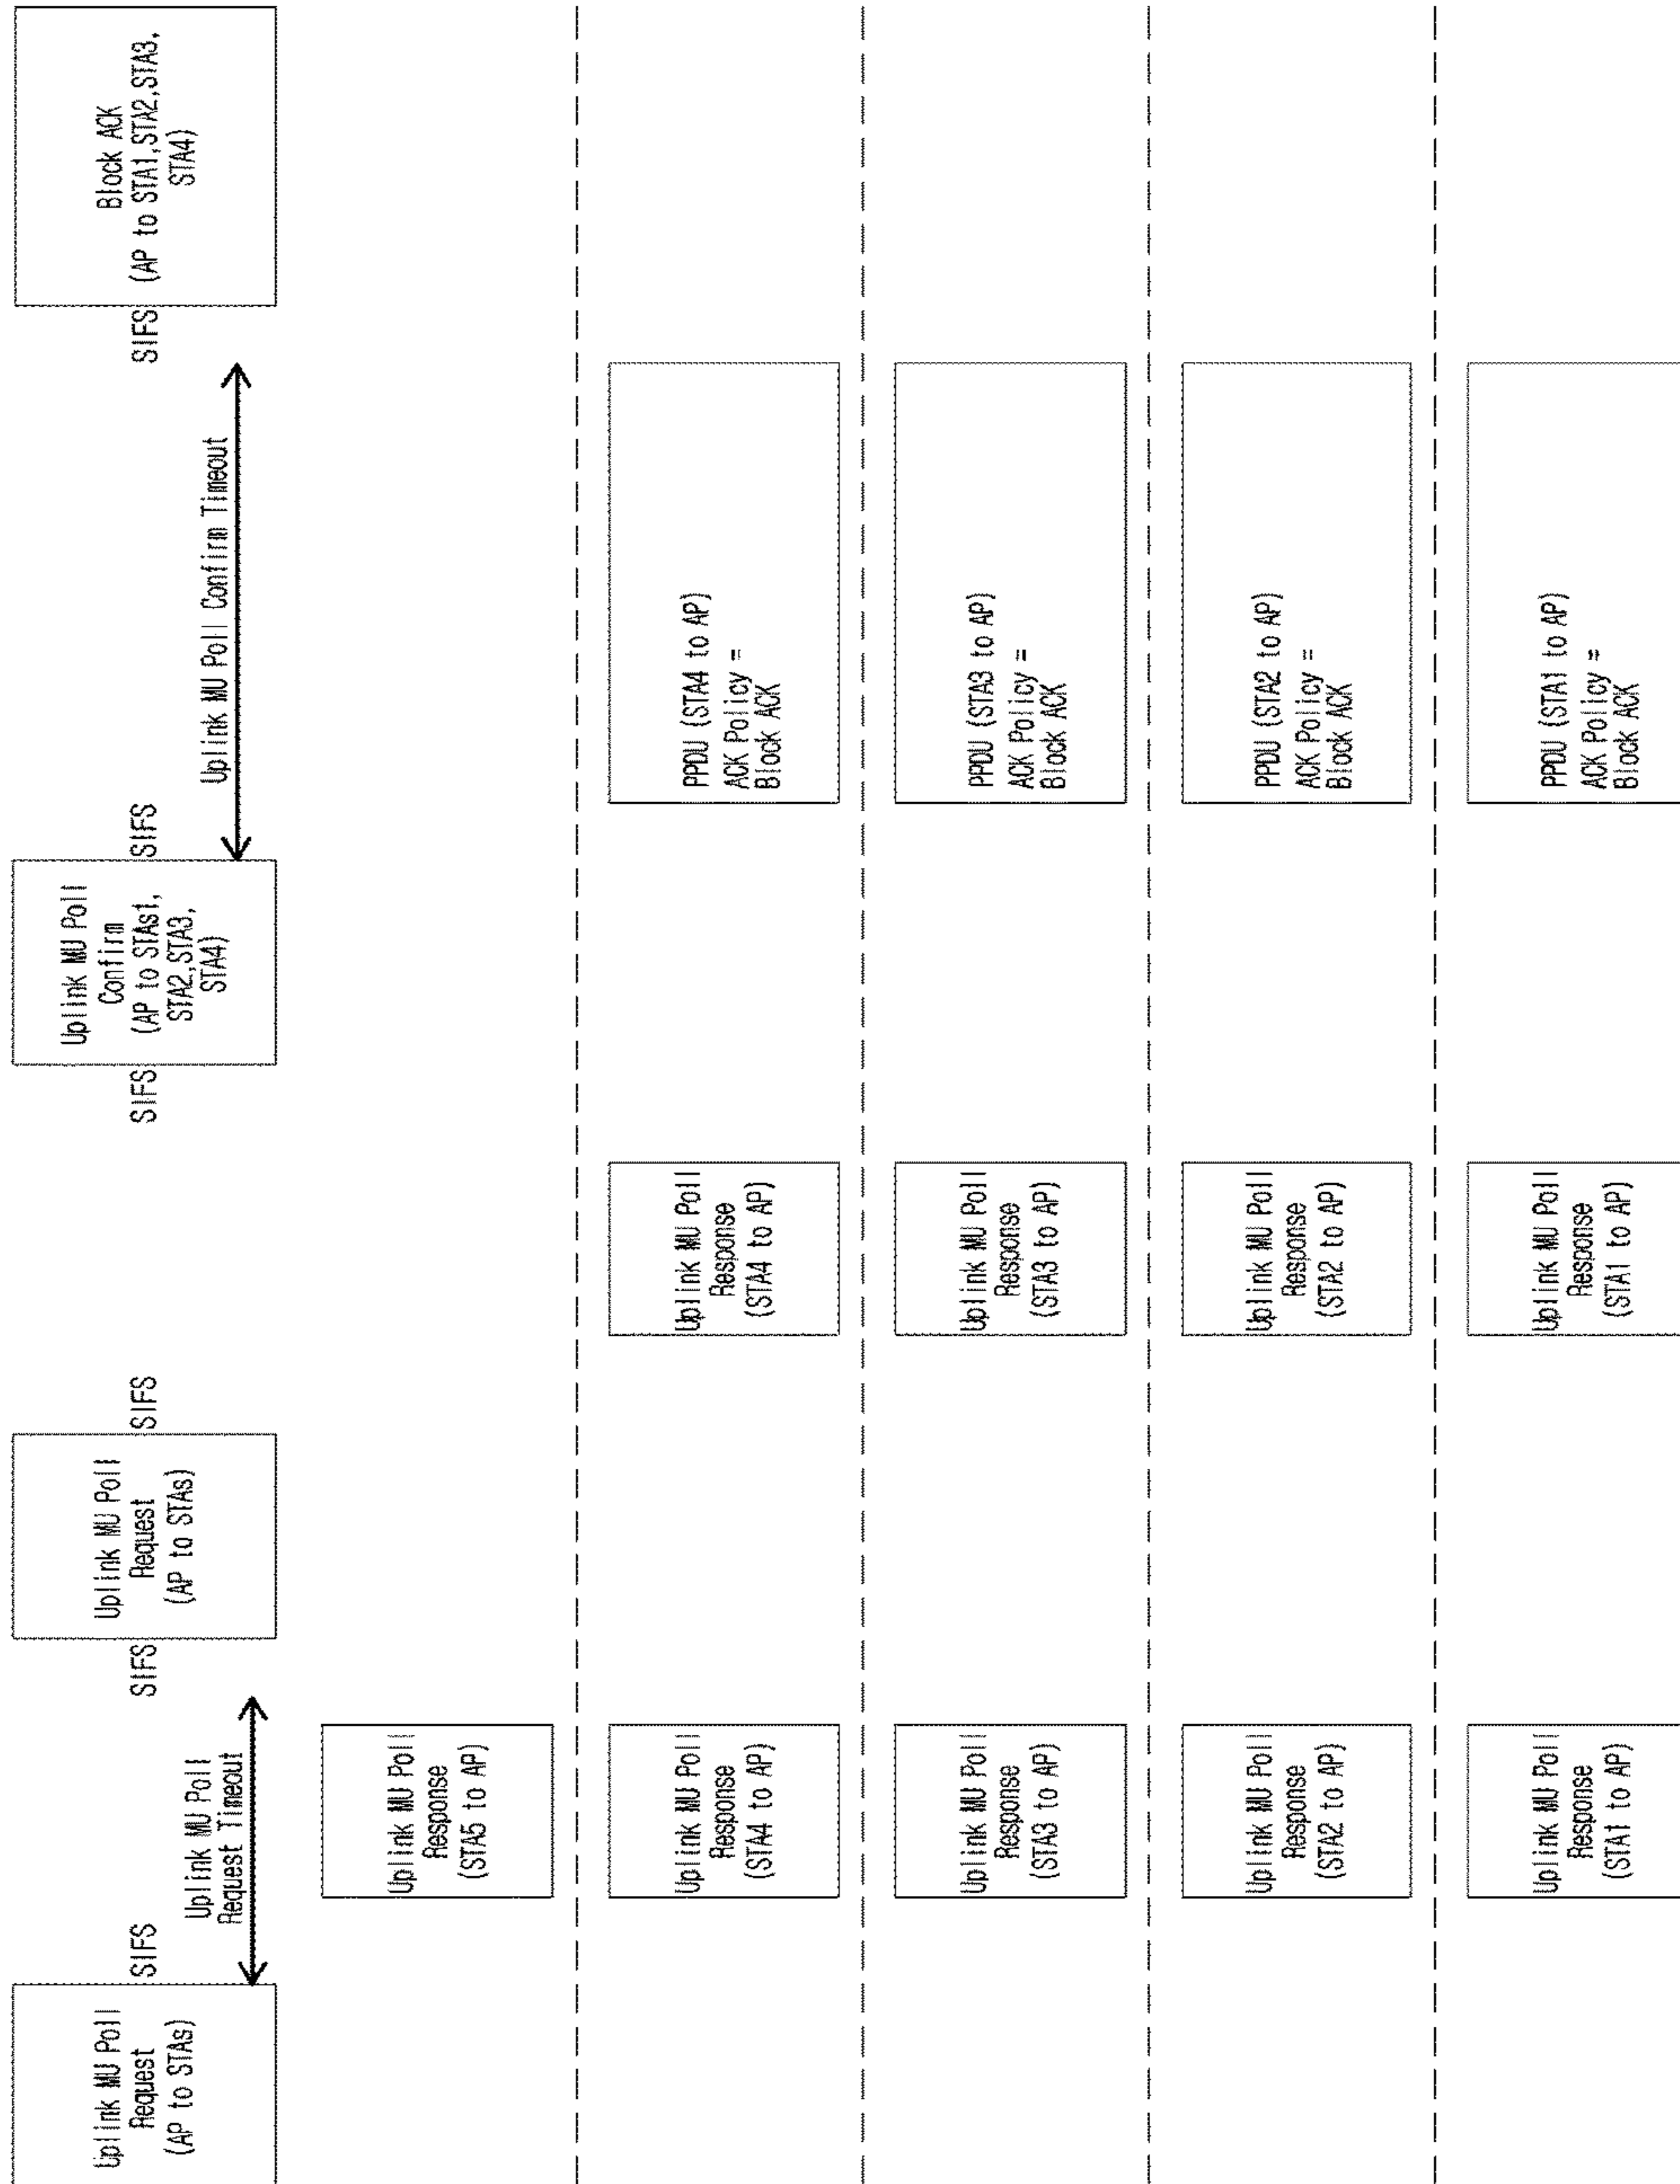 Uplink MU Poll
Request
(AP to STAs)
SIFS
Uplink MU Poll
Request Timeout
SIFS
Uplink MU Poll
Request
(AP to STAs)
SIFS
SIFS
Uplink MU Poll
Confirm
(AP to STAs1,
STA2,STA3,
STA4)
SIFS
Uplink MU Poll Confirm Timeout
SIFS
Block ACK
(AP to STA1,STA2,STA3,
STA4)
Uplink MU Poll
Response
(STA5 to AP)
Uplink MU Poll
Response
(STA4 to AP)
Uplink MU Poll
Response
(STA4 to AP)
PPDU (STA4 to AP)
ACK Policy =
Block ACK
Uplink MU Poll
Response
(STA3 to AP)
Uplink MU Poll
Response
(STA3 to AP)
PPDU (STA3 to AP)
ACK Policy =
Block ACK
Uplink MU Poll
Response
(STA2 to AP)
Uplink MU Poll
Response
(STA2 to AP)
PPDU (STA2 to AP)
ACK Policy =
Block ACK
Uplink MU Poll
Response
(STA1 to AP)
Uplink MU Poll
Response
(STA1 to AP)
PPDU (STA1 to AP)
ACK Policy =
Block ACK